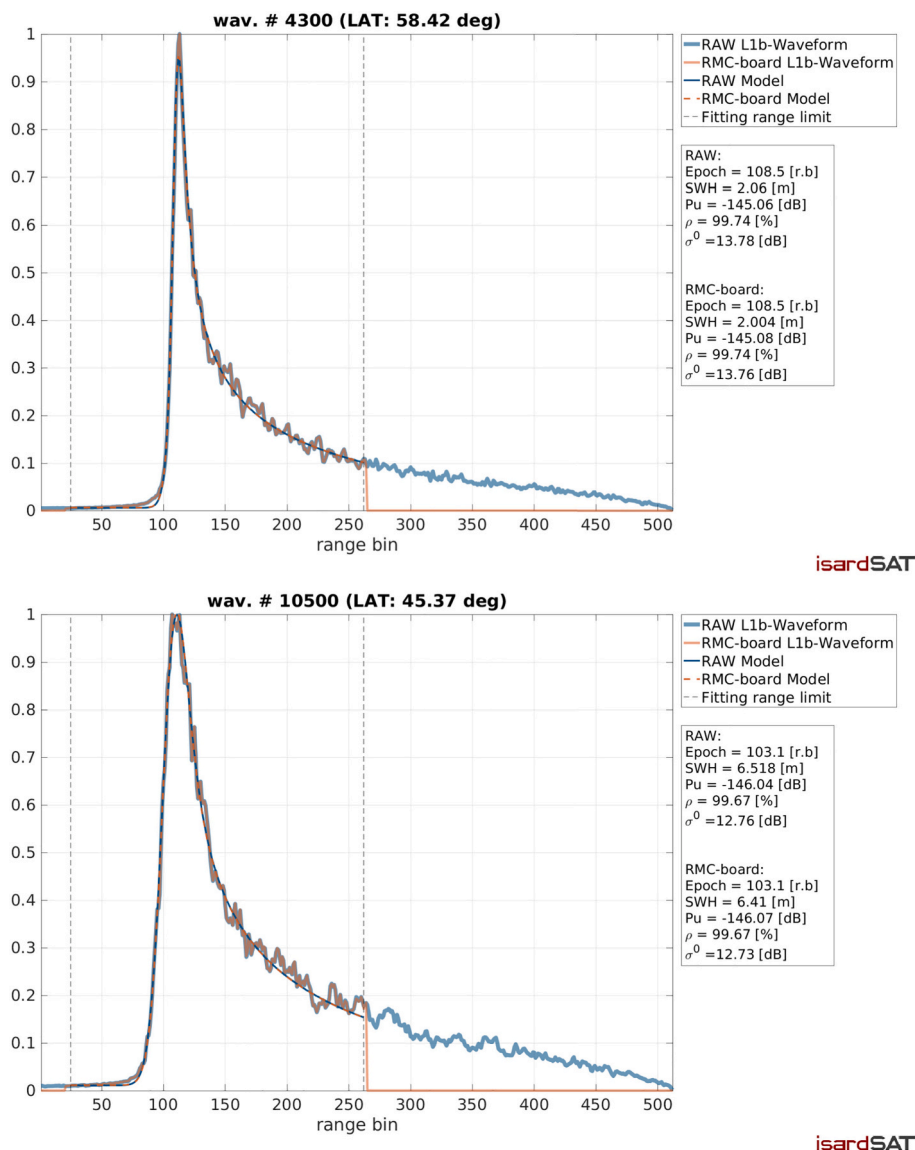 wav. # 4300 (LAT: 58.42 deg)
1
0.9
0.8
0.7
0.6
0.5
0.4
0.3
0.2
0.1
0
50 100 150 200 250 300 350 400 450 500
range bin
RAW L1b-Waveform
RMC-board L1b-Waveform
RAW Model
RMC-board Model
Fitting range limit
RAW:
Epoch = 108.5 [r.b]
SWH = 2.06 [m]
Pu = -145.06 [dB]
ρ = 99.74 [%]
σ⁰ =13.78 [dB]
RMC-board:
Epoch = 108.5 [r.b]
SWH = 2.004 [m]
Pu = -145.08 [dB]
ρ = 99.74 [%]
σ⁰ =13.76 [dB]
isardSAT
wav. # 10500 (LAT: 45.37 deg)
1
0.9
0.8
0.7
0.6
0.5
0.4
0.3
0.2
0.1
0
50 100 150 200 250 300 350 400 450 500
range bin
RAW L1b-Waveform
RMC-board L1b-Waveform
RAW Model
RMC-board Model
Fitting range limit
RAW:
Epoch = 103.1 [r.b]
SWH = 6.518 [m]
Pu = -146.04 [dB]
ρ = 99.67 [%]
σ⁰ =12.76 [dB]
RMC-board:
Epoch = 103.1 [r.b]
SWH = 6.41 [m]
Pu = -146.07 [dB]
ρ = 99.67 [%]
σ⁰ =12.73 [dB]
isardSAT